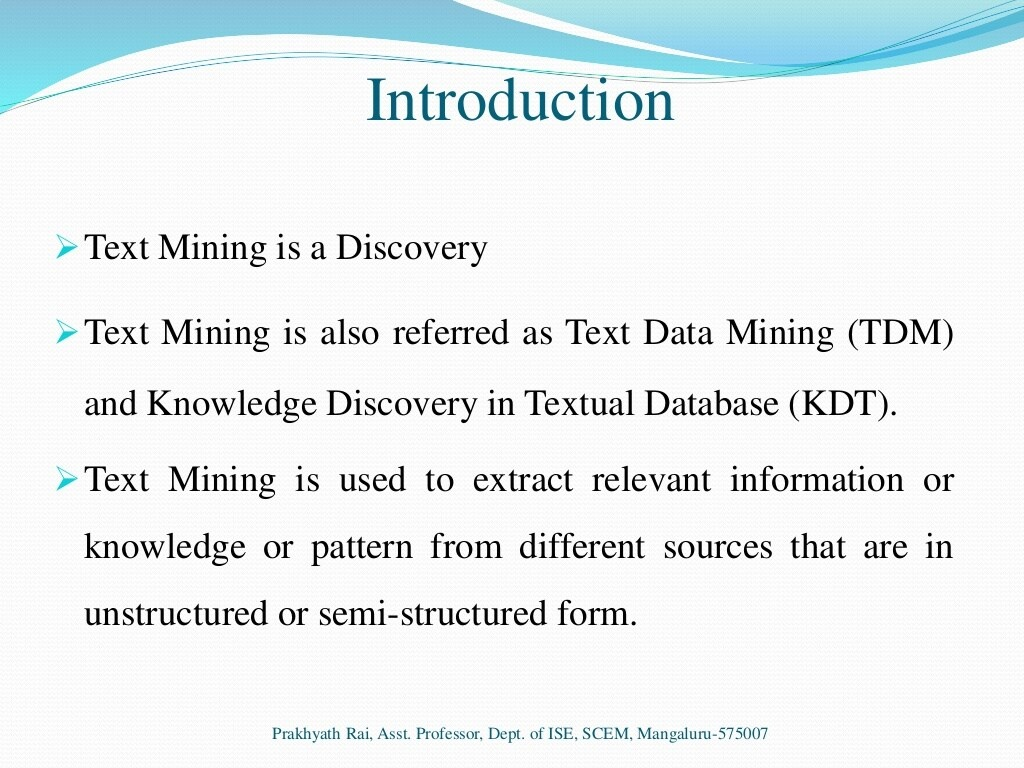 Introduction
Text Mining is a Discovery
Text Mining is also referred as Text Data Mining (TDM)
and Knowledge Discovery in Textual Database (KDT).
Text Mining is used to extract relevant information or
knowledge or pattern from different sources that are in
unstructured or semi-structured form.
Prakhyath Rai, Asst. Professor, Dept. of ISE, SCEM, Mangaluru-575007